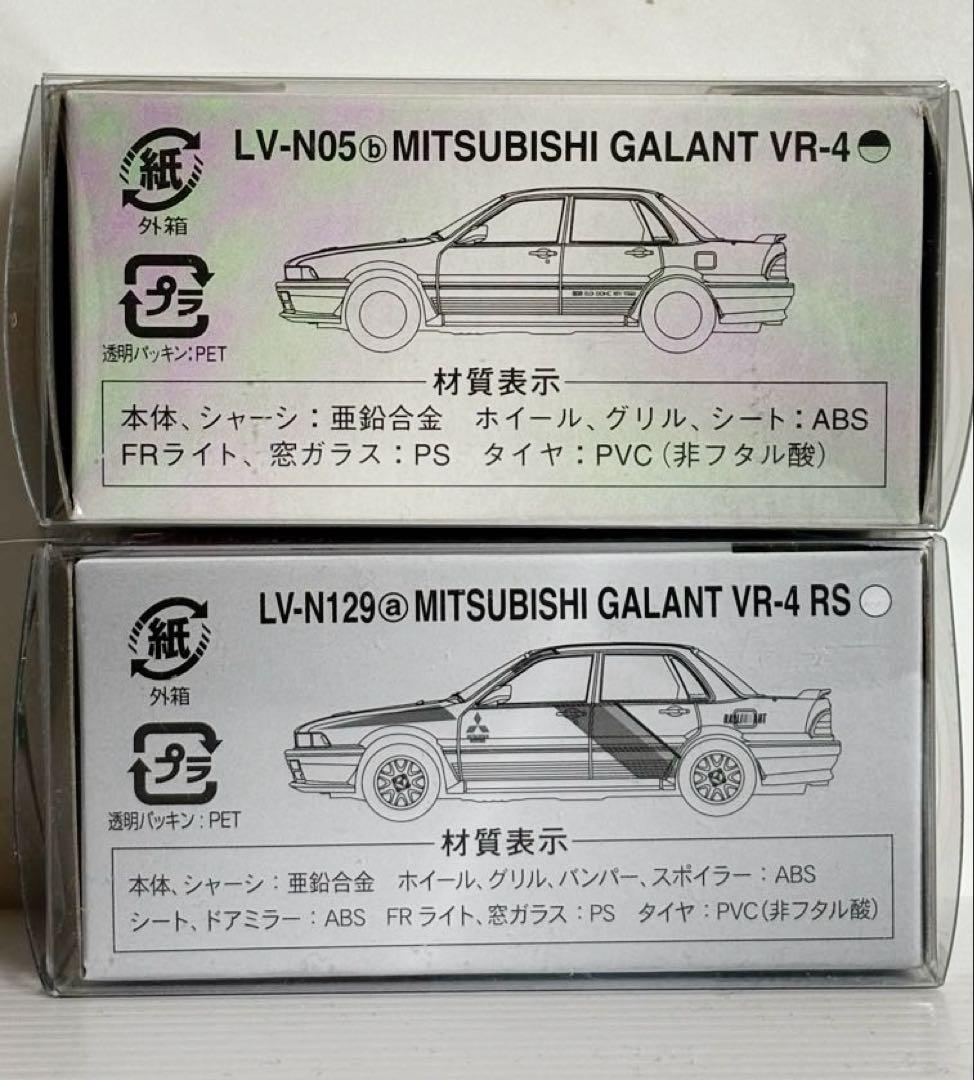 LV-N05ⓑMITSUBISHI GALANT VR-4
紙
外箱
プラ
透明パッキン:PET
材質表示
本体、シャーシ：亜鉛合金　ホイール、グリル、シート：ABS
FRライト、窓ガラス：PS　タイヤ：PVC（非フタル酸）
LV-N129ⓐMITSUBISHI GALANT VR-4 RS
紙
外箱
プラ
透明パッキン：PET
材質表示
本体、シャーシ：亜鉛合金　ホイール、グリル、バンパー、スポイラー：ABS
シート、ドアミラー：ABS　FRライト、窓ガラス：PS　タイヤ：PVC（非フタル酸）